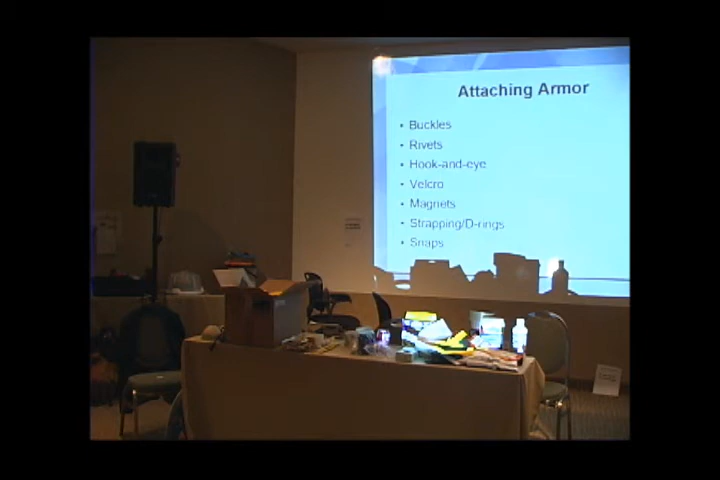 Attaching Armor
• Buckles
• Rivets
• Hook-and-eye
• Velcro
• Magnets
• Strapping/D-rings
• Snaps